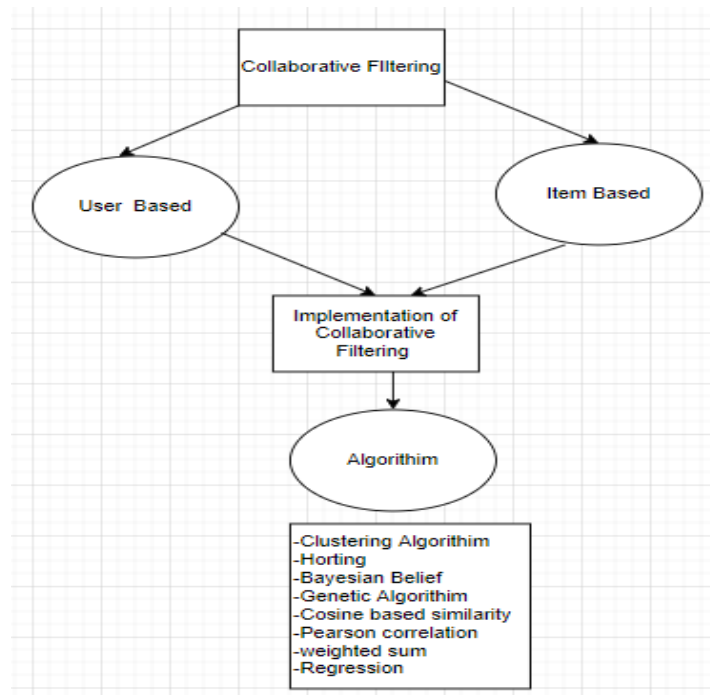 Collaborative FIltering
User Based
Item Based
Implementation of
Collaborative
Filtering
Algorithim
-Clustering Algorithim
-Horting
-Bayesian Belief
-Genetic Algorithim
-Cosine based similarity
-Pearson correlation
-weighted sum
-Regression